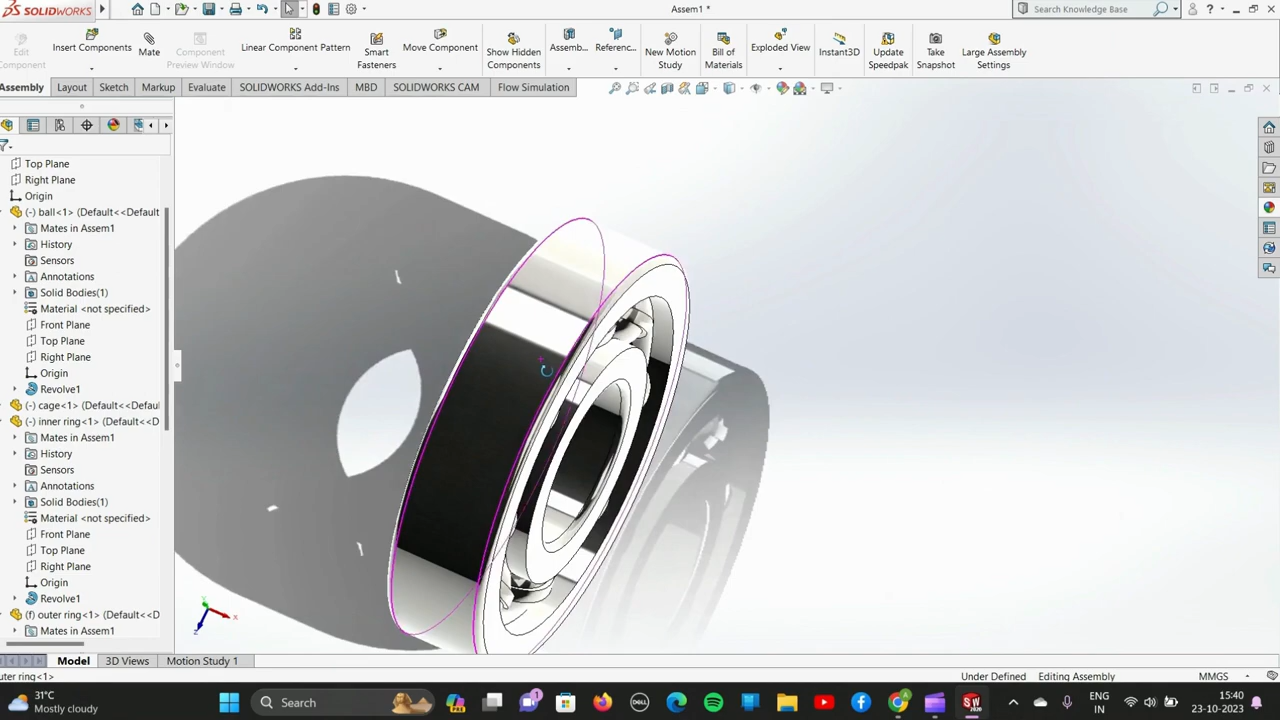 SOLIDWORKS
Assem1 *
Search Knowledge Base
Edit
Component
Insert Components
Mate
Component
Preview Window
Linear Component Pattern
Smart
Fasteners
Move Component
Show Hidden
Components
Assemb...
Referenc...
New Motion
Study
Bill of
Materials
Exploded View
Instant3D
Update
Speedpak
Take
Snapshot
Large Assembly
Settings
Assembly
Layout
Sketch
Markup
Evaluate
SOLIDWORKS Add-Ins
MBD
SOLIDWORKS CAM
Flow Simulation
Top Plane
Right Plane
Origin
(-) ball<1> (Default<<Default
Mates in Assem1
History
Sensors
Annotations
Solid Bodies(1)
Material <not specified>
Front Plane
Top Plane
Right Plane
Origin
Revolve1
(-) cage<1> (Default<<Defaul
(-) inner ring<1> (Default<<D
Mates in Assem1
History
Sensors
Annotations
Solid Bodies(1)
Material <not specified>
Front Plane
Top Plane
Right Plane
Origin
Revolve1
(f) outer ring<1> (Default<<D
Mates in Assem1
Y
X
Z
Model
3D Views
Motion Study 1
uter ring<1>
Under Defined
Editing Assembly
MMGS
31°C
Mostly cloudy
Search
PRE
1
DELL
A
SW
2020
ENG
IN
15:40
23-10-2023